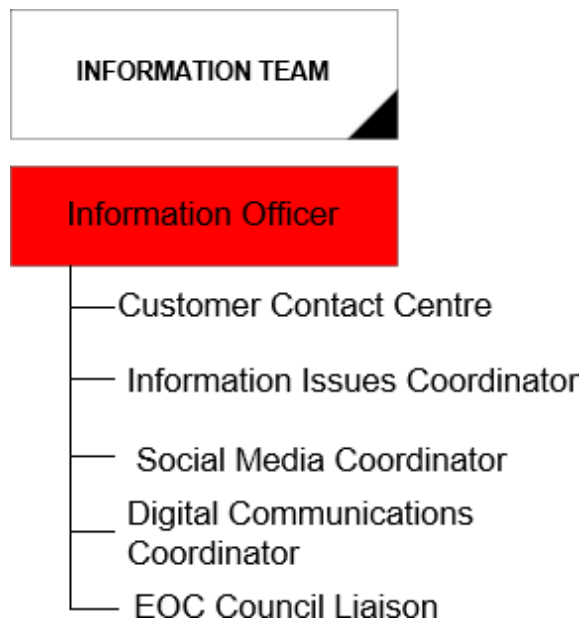 INFORMATION TEAM
Information Officer
Customer Contact Centre
Information Issues Coordinator
Social Media Coordinator
Digital Communications
Coordinator
EOC Council Liaison